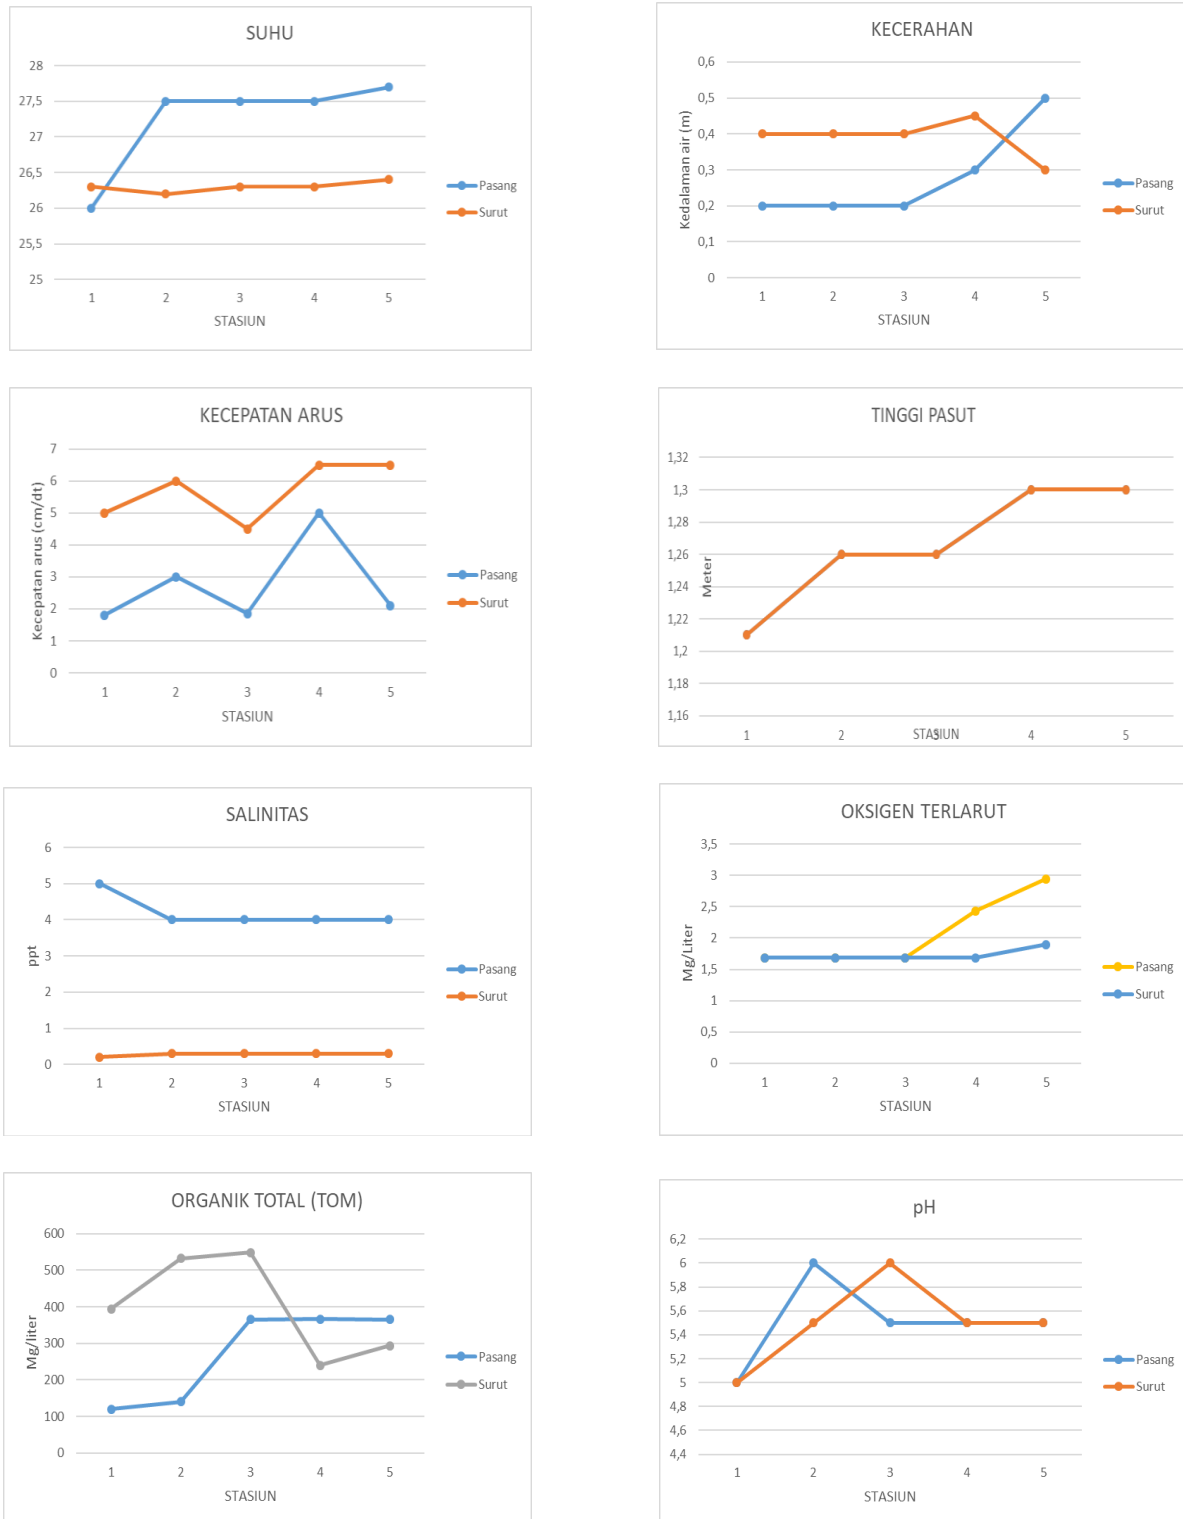 SUHU
28
27,5
27
26,5
26
25,5
25
1 2 3 4 5
STASIUN
Pasang
Surut
KECERAHAN
Kedalaman air (m)
0,6
0,5
0,4
0,3
0,2
0,1
0
1 2 3 4 5
STASIUN
Pasang
Surut
KECEPATAN ARUS
Kecepatan arus (cm/dt)
7
6
5
4
3
2
1
0
1 2 3 4 5
STASIUN
Pasang
Surut
TINGGI PASUT
Meter
1,32
1,3
1,28
1,26
1,24
1,22
1,2
1,18
1,16
1 2 3 4 5
STASIUN
SALINITAS
ppt
6
5
4
3
2
1
0
1 2 3 4 5
STASIUN
Pasang
Surut
OKSIGEN TERLARUT
Mg/Liter
3,5
3
2,5
2
1,5
1
0,5
0
1 2 3 4 5
STASIUN
Pasang
Surut
ORGANIK TOTAL (TOM)
Mg/liter
600
500
400
300
200
100
0
1 2 3 4 5
STASIUN
Pasang
Surut
pH
6,2
6
5,8
5,6
5,4
5,2
5
4,8
4,6
4,4
1 2 3 4 5
STASIUN
Pasang
Surut